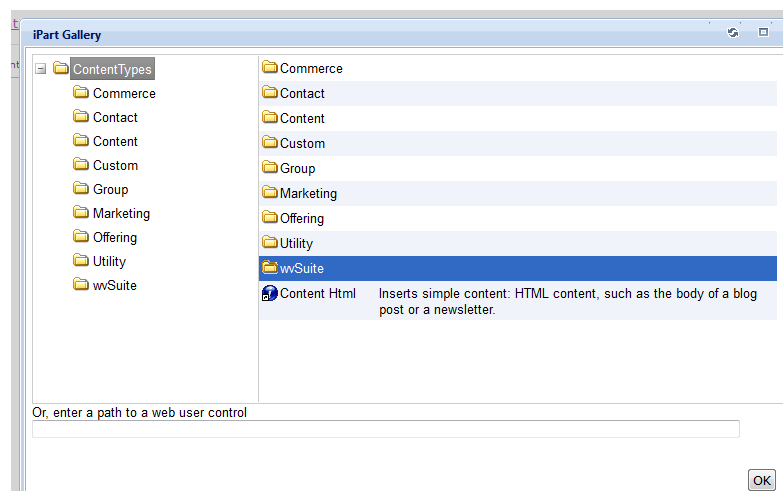 iPart Gallery
ContentTypes
Commerce
Contact
Content
Custom
Group
Marketing
Offering
Utility
wvSuite
Commerce
Contact
Content
Custom
Group
Marketing
Offering
Utility
wvSuite
Content Html Inserts simple content: HTML content, such as the body of a blog
post or a newsletter.
Or, enter a path to a web user control
OK